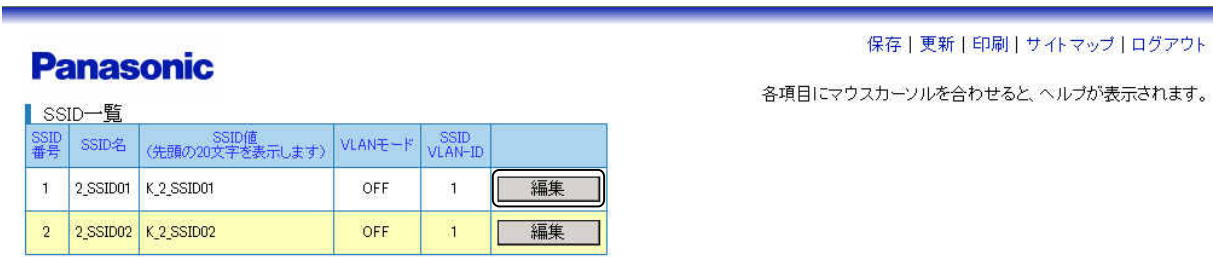 保存 | 更新 | 印刷 | サイトマップ | ログアウト
Panasonic
各項目にマウスカーソルを合わせると、ヘルプが表示されます。
SSID一覧
SSID番号 SSID名 SSID値(先頭の20文字を表示します) VLANモード SSID VLAN-ID
1 2_SSID01 K_2_SSID01 OFF 1 編集
2 2_SSID02 K_2_SSID02 OFF 1 編集